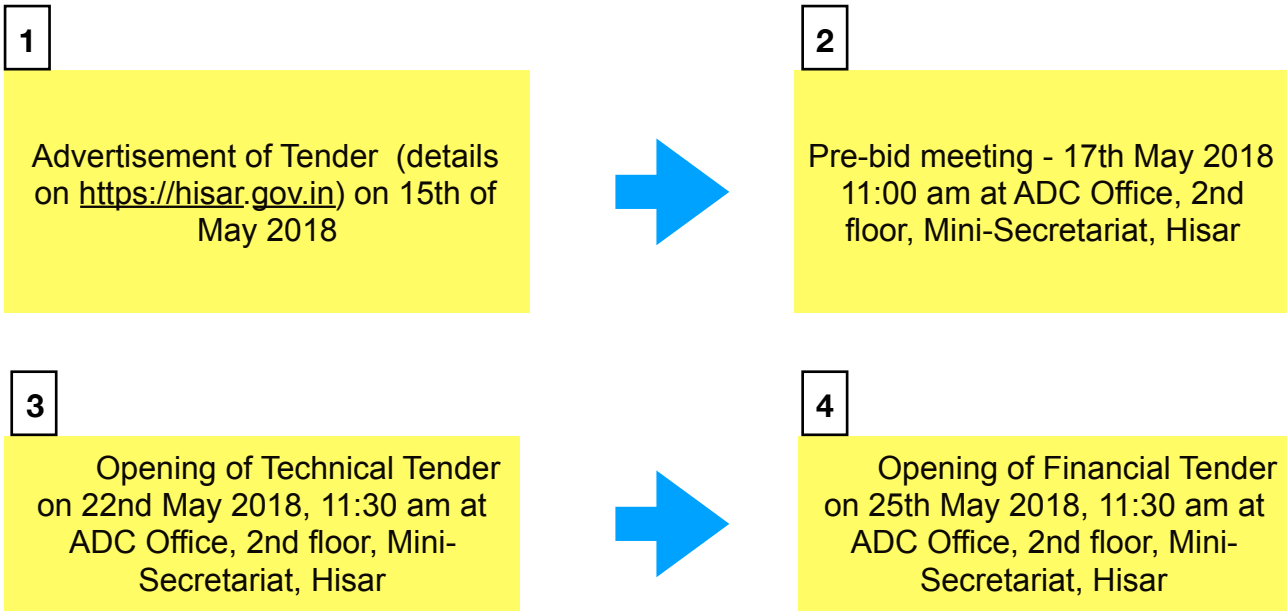 1
Advertisement of Tender  (details
on https://hisar.gov.in) on 15th of
May 2018
2
Pre-bid meeting - 17th May 2018
11:00 am at ADC Office, 2nd
floor, Mini-Secretariat, Hisar
3
Opening of Technical Tender
on 22nd May 2018, 11:30 am at
ADC Office, 2nd floor, Mini-
Secretariat, Hisar
4
Opening of Financial Tender
on 25th May 2018, 11:30 am at
ADC Office, 2nd floor, Mini-
Secretariat, Hisar